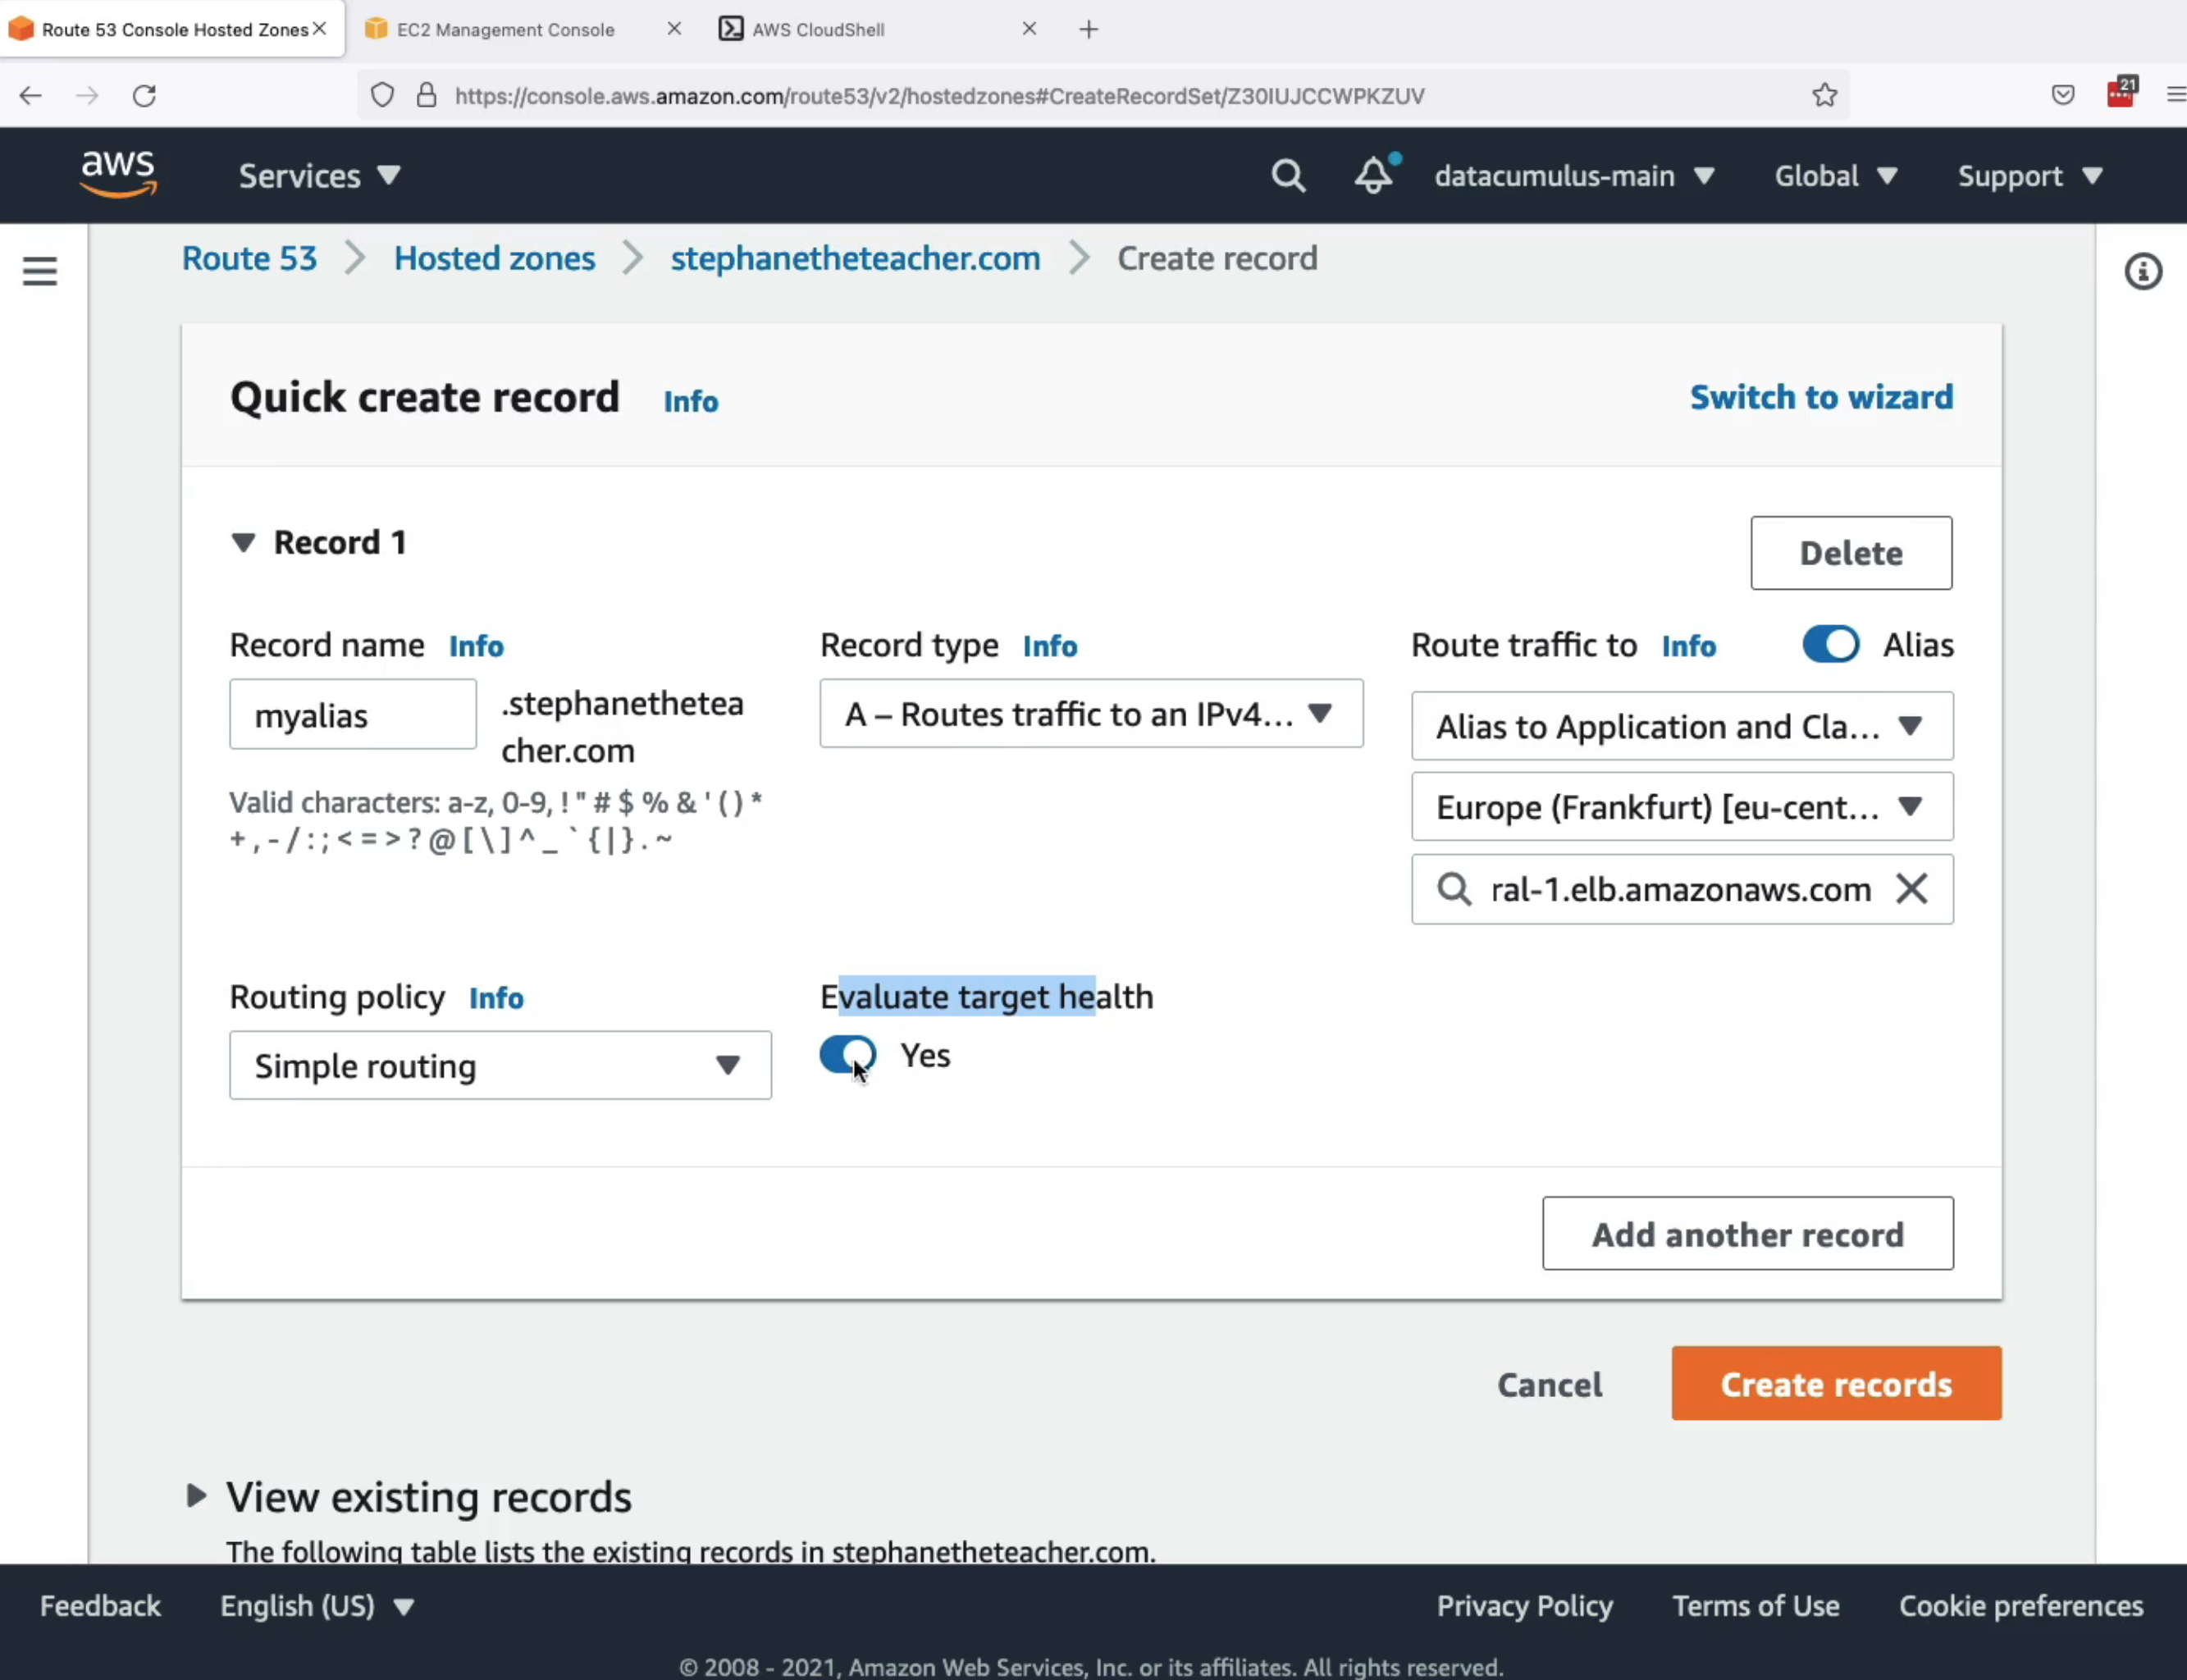 Route 53 Console Hosted Zones
EC2 Management Console
AWS CloudShell
https://console.aws.amazon.com/route53/v2/hostedzones#CreateRecordSet/Z30IUJCCWPKZUV
21
aws
Services
datacumulus-main
Global
Support
Route 53 > Hosted zones > stephanetheteacher.com > Create record
Quick create record Info
Switch to wizard
Record 1
Delete
Record name Info
myalias
.stephanethetea
cher.com
Valid characters: a-z, 0-9, ! " # $ % & ' ( ) *
+ , - / : ; < = > ? @ [ \ ] ^ _ ` { | } . ~
Record type Info
A – Routes traffic to an IPv4...
Route traffic to Info
Alias
Alias to Application and Cla...
Europe (Frankfurt) [eu-cent...
ral-1.elb.amazonaws.com
Routing policy Info
Simple routing
Evaluate target health
Yes
Add another record
Cancel
Create records
View existing records
The following table lists the existing records in stephanetheteacher.com.
Feedback
English (US)
Privacy Policy
Terms of Use
Cookie preferences
© 2008 - 2021, Amazon Web Services, Inc. or its affiliates. All rights reserved.